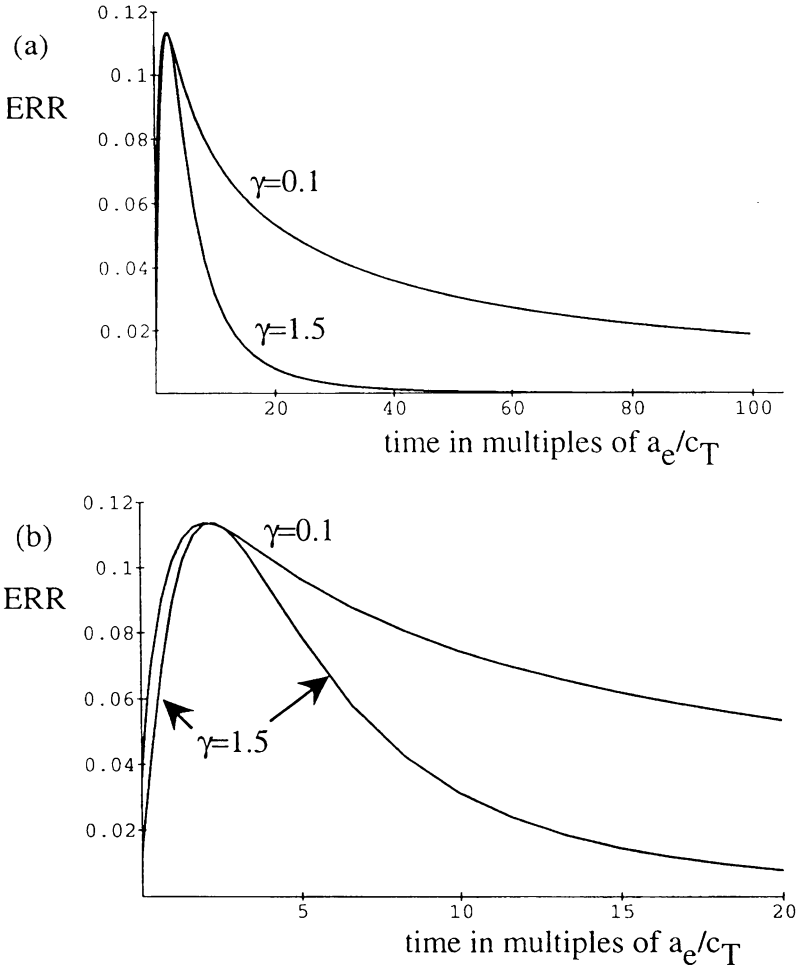 (a)
ERR
0.12
0.1
0.08
0.06
0.04
0.02
γ=0.1
γ=1.5
20 40 60 80 100
time in multiples of a_e/c_T
(b)
ERR
0.12
0.1
0.08
0.06
0.04
0.02
γ=0.1
γ=1.5
5 10 15 20
time in multiples of a_e/c_T